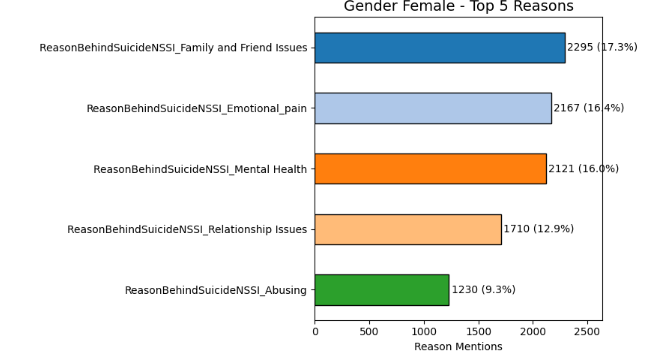 Gender Female - Top 5 Reasons
ReasonBehindSuicideNSSI_Family and Friend Issues 2295 (17.3%)
ReasonBehindSuicideNSSI_Emotional_pain 2167 (16.4%)
ReasonBehindSuicideNSSI_Mental Health 2121 (16.0%)
ReasonBehindSuicideNSSI_Relationship Issues 1710 (12.9%)
ReasonBehindSuicideNSSI_Abusing 1230 (9.3%)
0 500 1000 1500 2000 2500
Reason Mentions